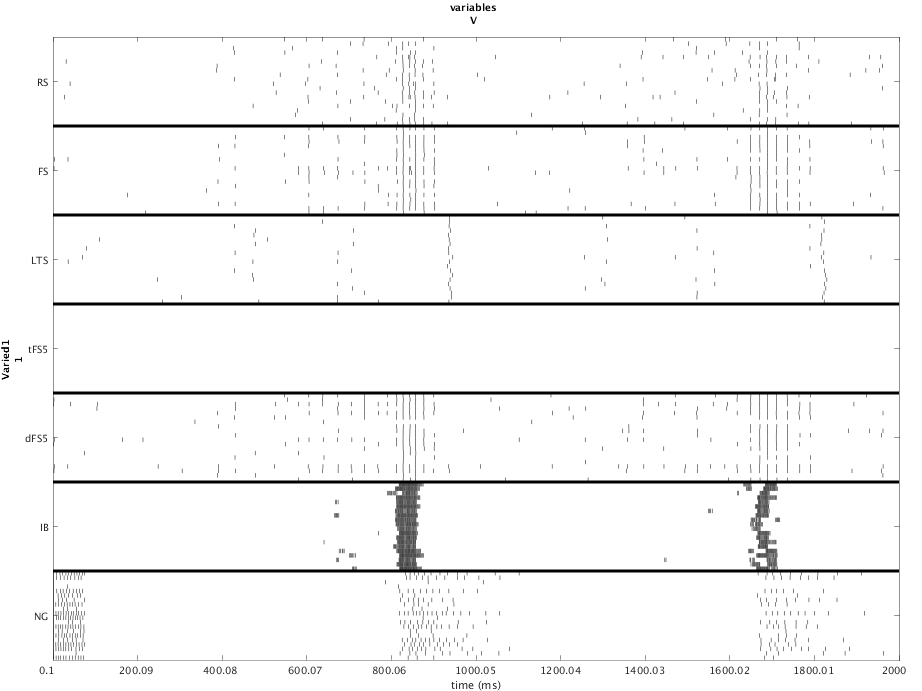 variables
V
RS
FS
LTS
tFS5
Varied1
1
dFS5
IB
NG
0.1 200.09 400.08 600.07 800.06 1000.05 1200.04 1400.03 1600.02 1800.01 2000
time (ms)